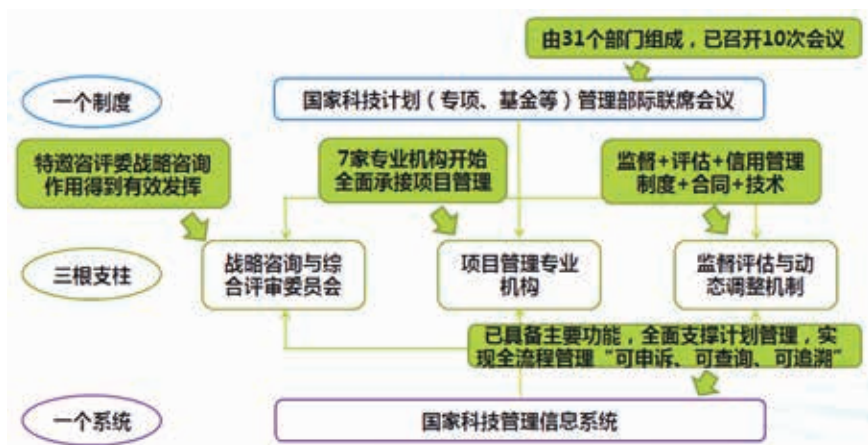 由31个部门组成，已召开10次会议
一个制度
国家科技计划（专项、基金等）管理部际联席会议
特邀咨评委战略咨询
作用得到有效发挥
7家专业机构开始
全面承接项目管理
监督+评估+信用管理
制度+合同+技术
三根支柱
战略咨询与综
合评审委员会
项目管理专业
机构
监督评估与动
态调整机制
已具备主要功能，全面支撑计划管理，实
现全流程管理“可申诉、可查询、可追溯”
一个系统
国家科技管理信息系统